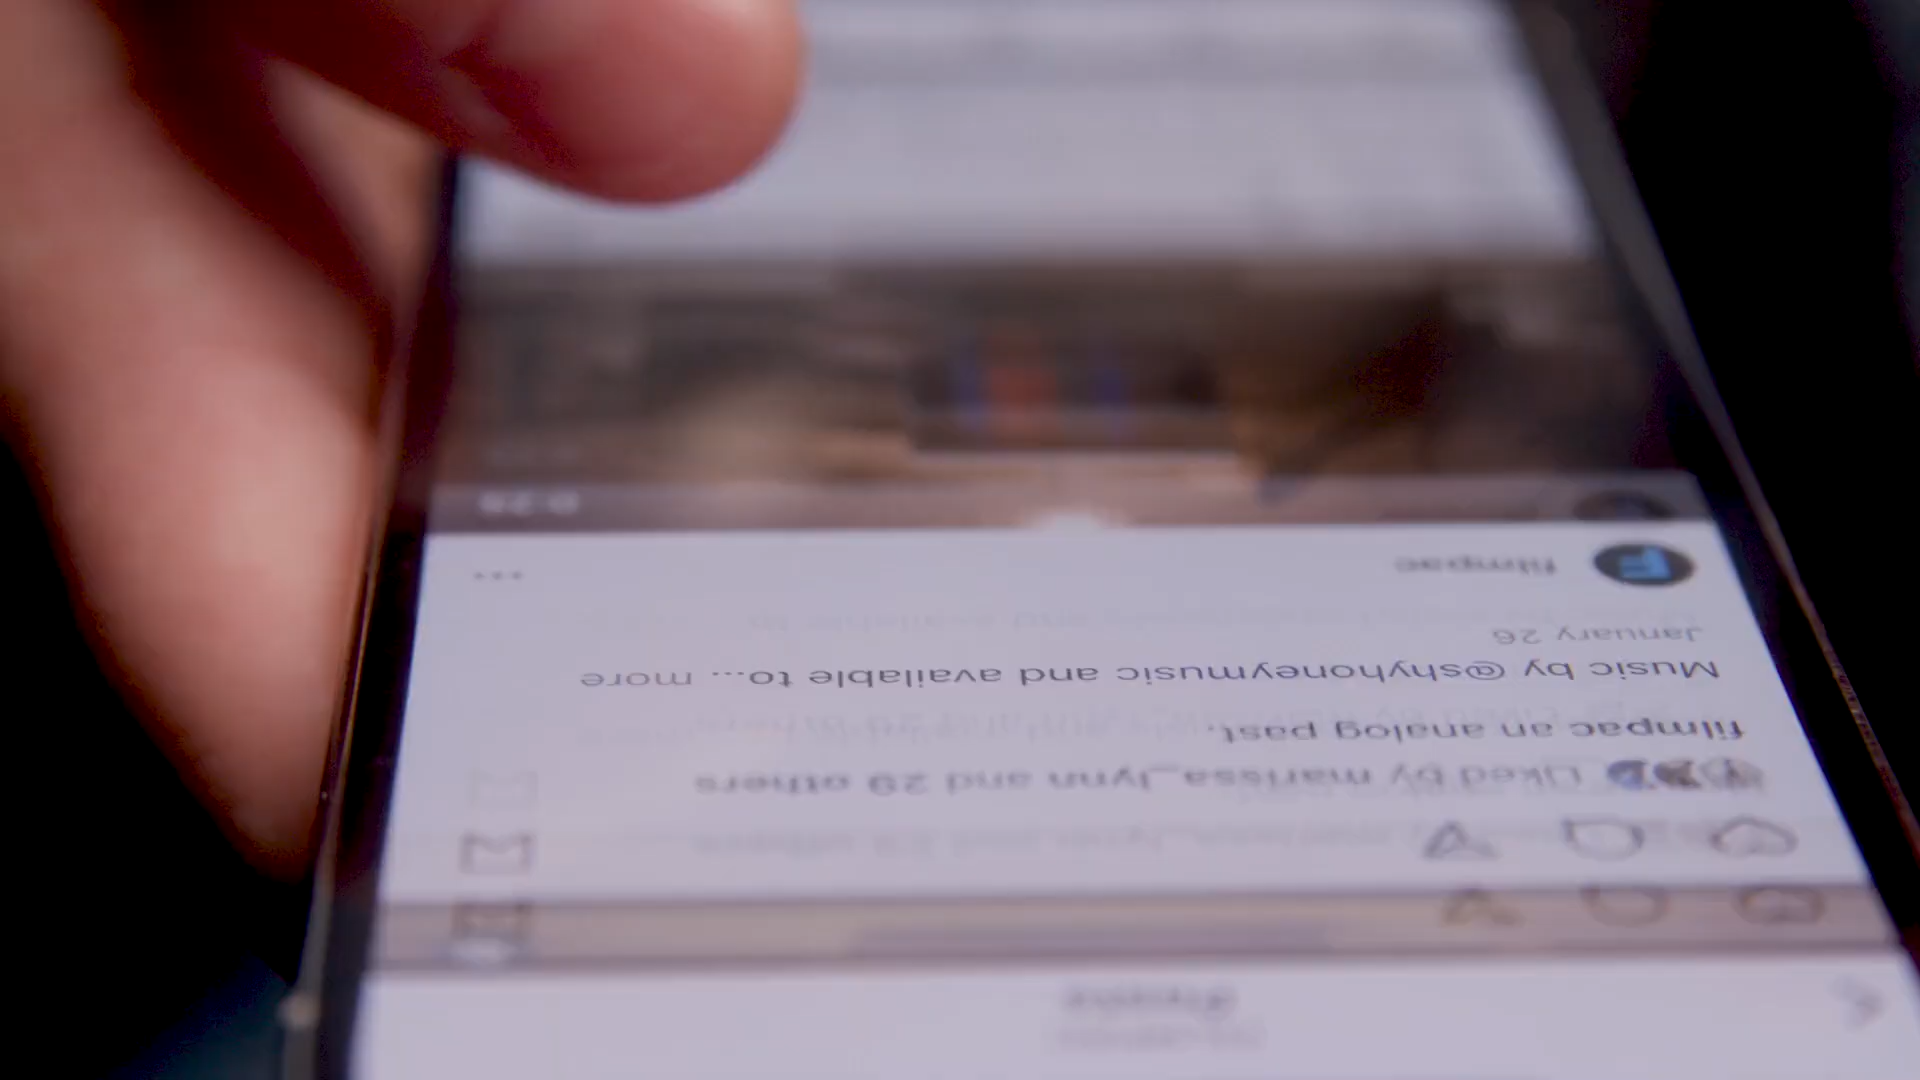 Liked by marissa_lynn and 29 others
filmpac an analog past.
Music by @shyhoneymusic and available to... more
January 26
filmpac